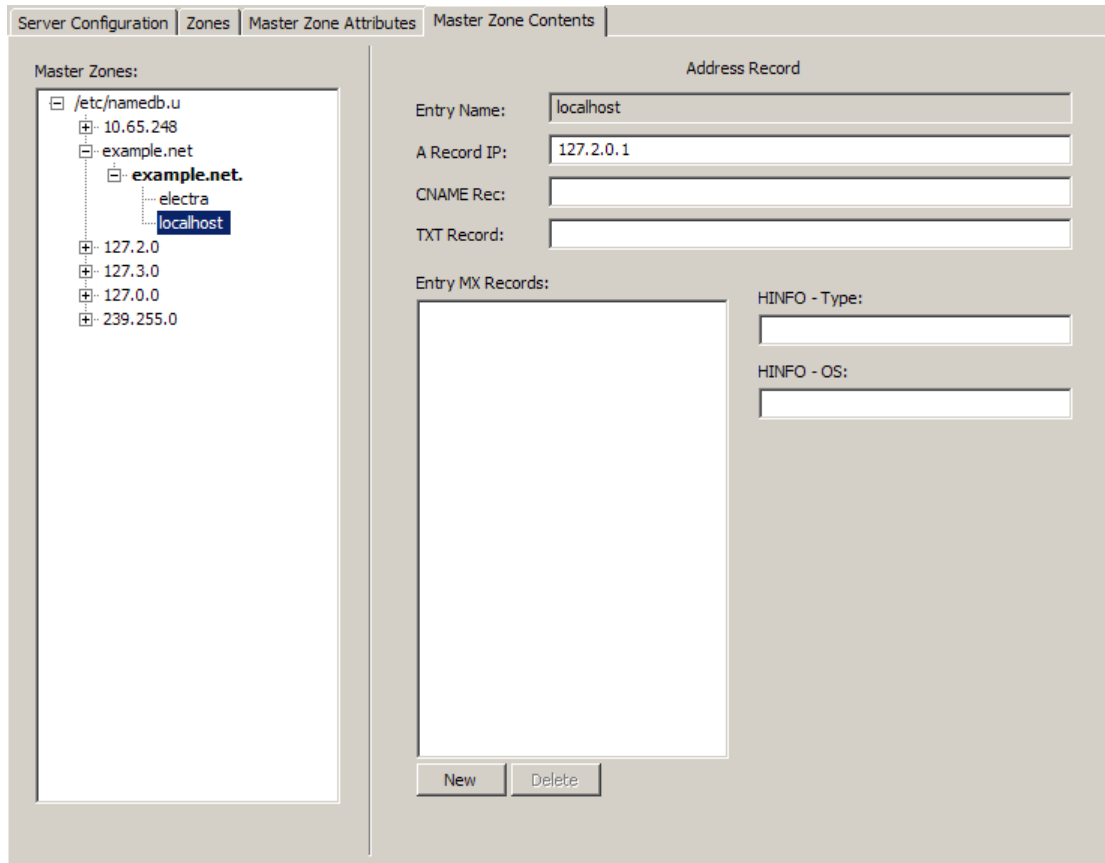 Server Configuration Zones Master Zone Attributes Master Zone Contents
Master Zones:
/etc/namedb.u
10.65.248
example.net
example.net.
electra
localhost
127.2.0
127.3.0
127.0.0
239.255.0
Address Record
Entry Name: localhost
A Record IP: 127.2.0.1
CNAME Rec:
TXT Record:
Entry MX Records:
HINFO - Type:
HINFO - OS:
New Delete